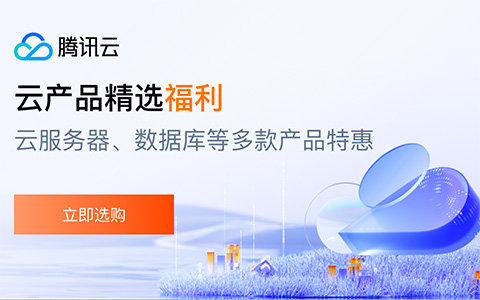 腾讯云
云产品精选福利
云服务器、数据库等多款产品特惠
立即选购